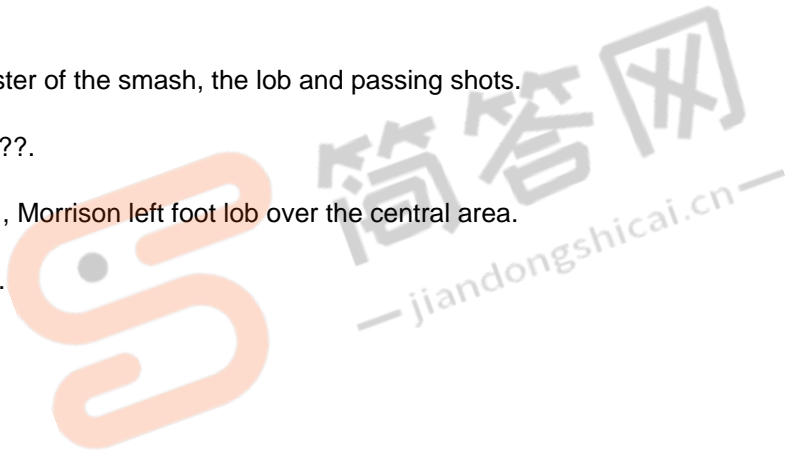 ster of the smash, the lob and passing shots.
??.
, Morrison left foot lob over the central area.
.
简答网
jiandongshicai.cn